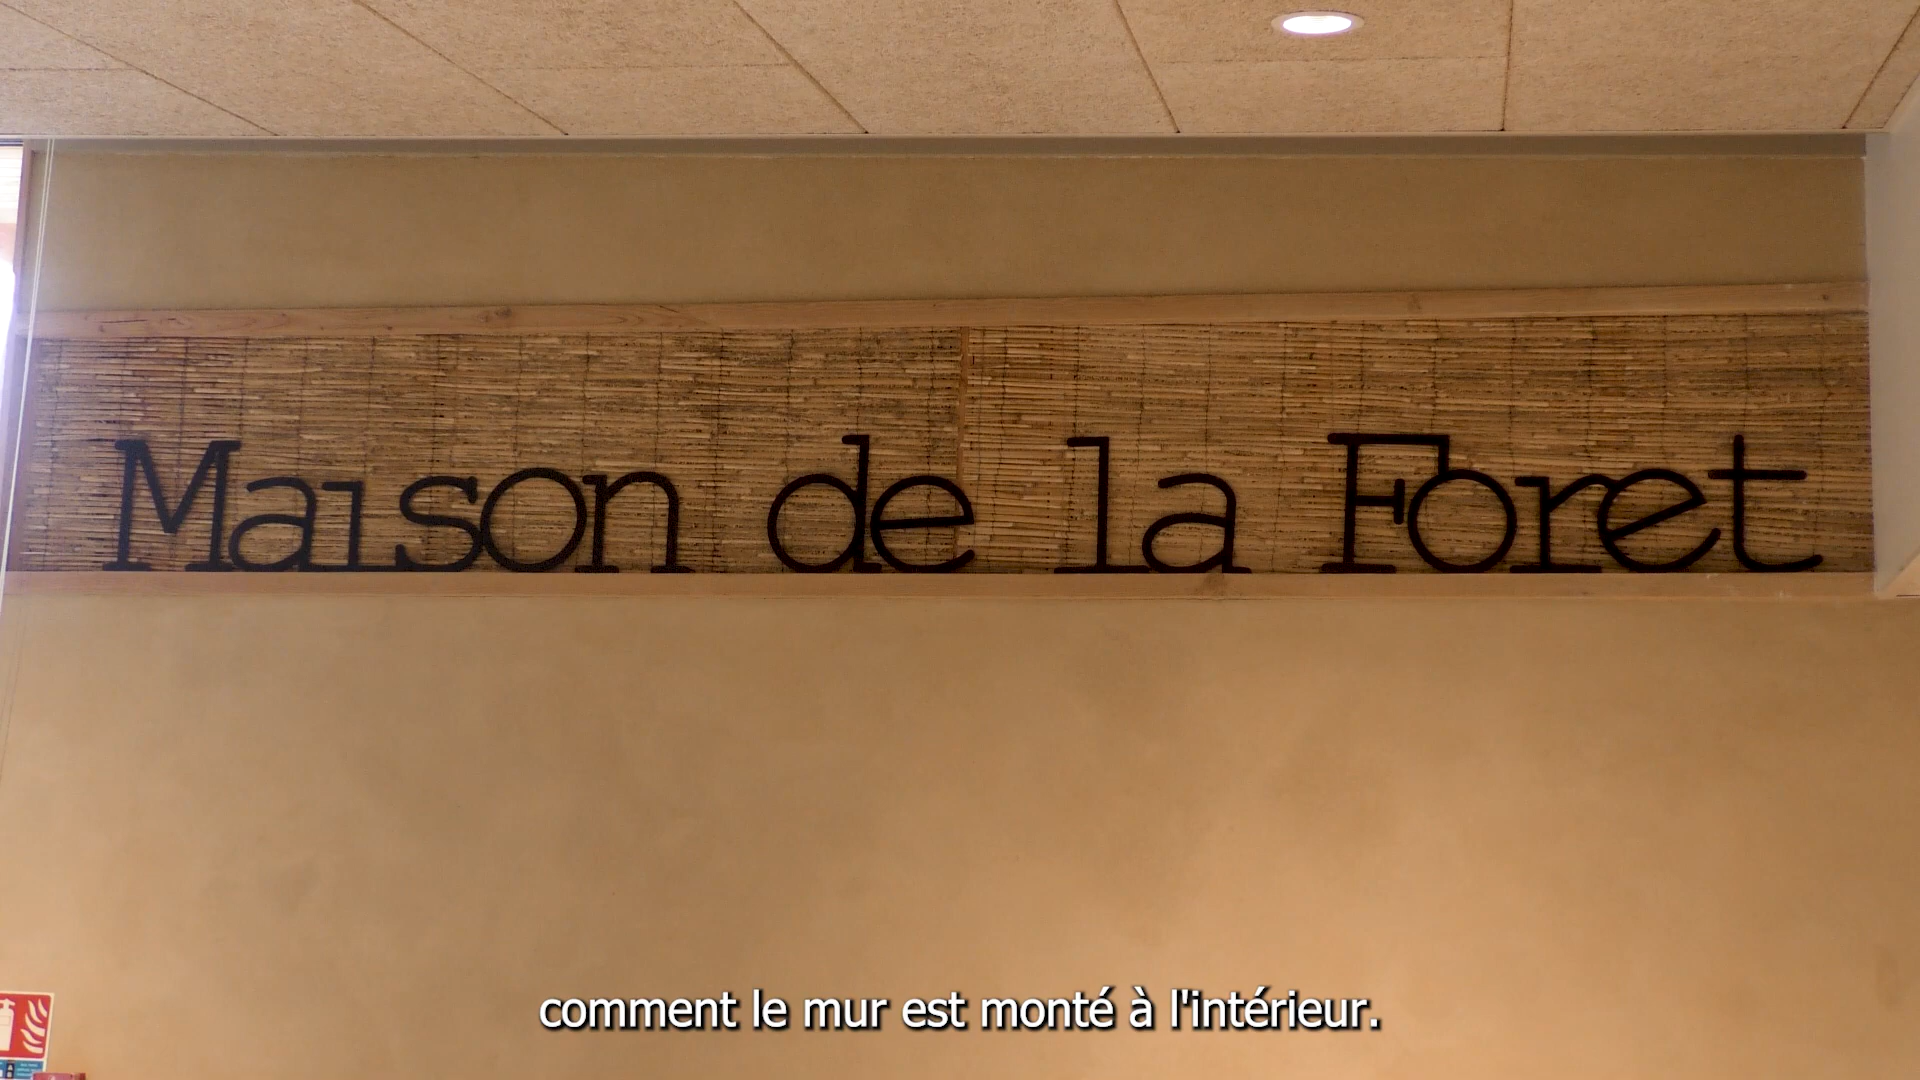 Maison de la Foret
comment le mur est monté à l'intérieur.